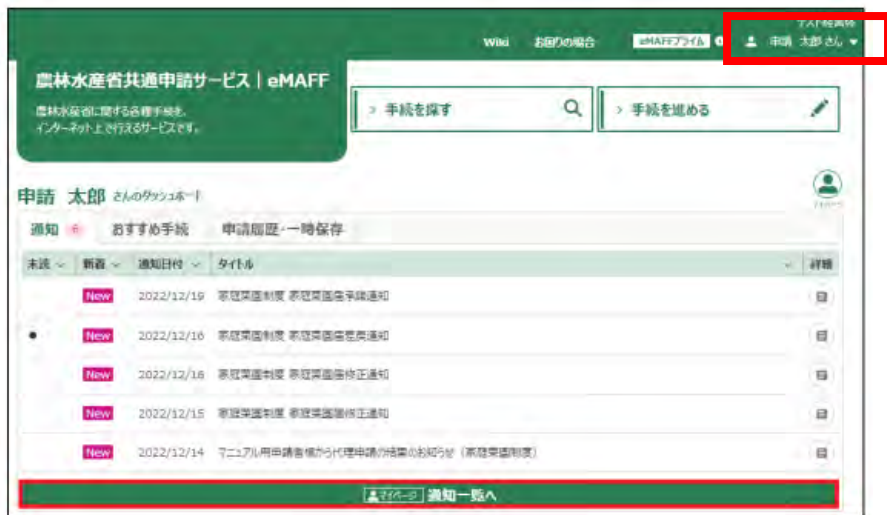 テスト経営体
Wiki お困りの場合 eMAFFプライム 申請 太郎 さん
農林水産省共通申請サービス | eMAFF
農林水産省に関する各種手続を、
インターネット上で行えるサービスです。
手続を探す
手続を進める
申請 太郎 さんのダッシュボード
マイページ
通知 6 おすすめ手続 申請履歴・一時保存
未読 新着 通知日付 タイトル 詳細
New 2022/12/19 家庭菜園制度 家庭菜園届承諾通知
New 2022/12/16 家庭菜園制度 家庭菜園届差戻通知
New 2022/12/16 家庭菜園制度 家庭菜園届修正通知
New 2022/12/15 家庭菜園制度 家庭菜園届修正通知
New 2022/12/14 マニュアル用申請者様から代理申請の結果のお知らせ（家庭菜園制度）
マイページ 通知一覧へ